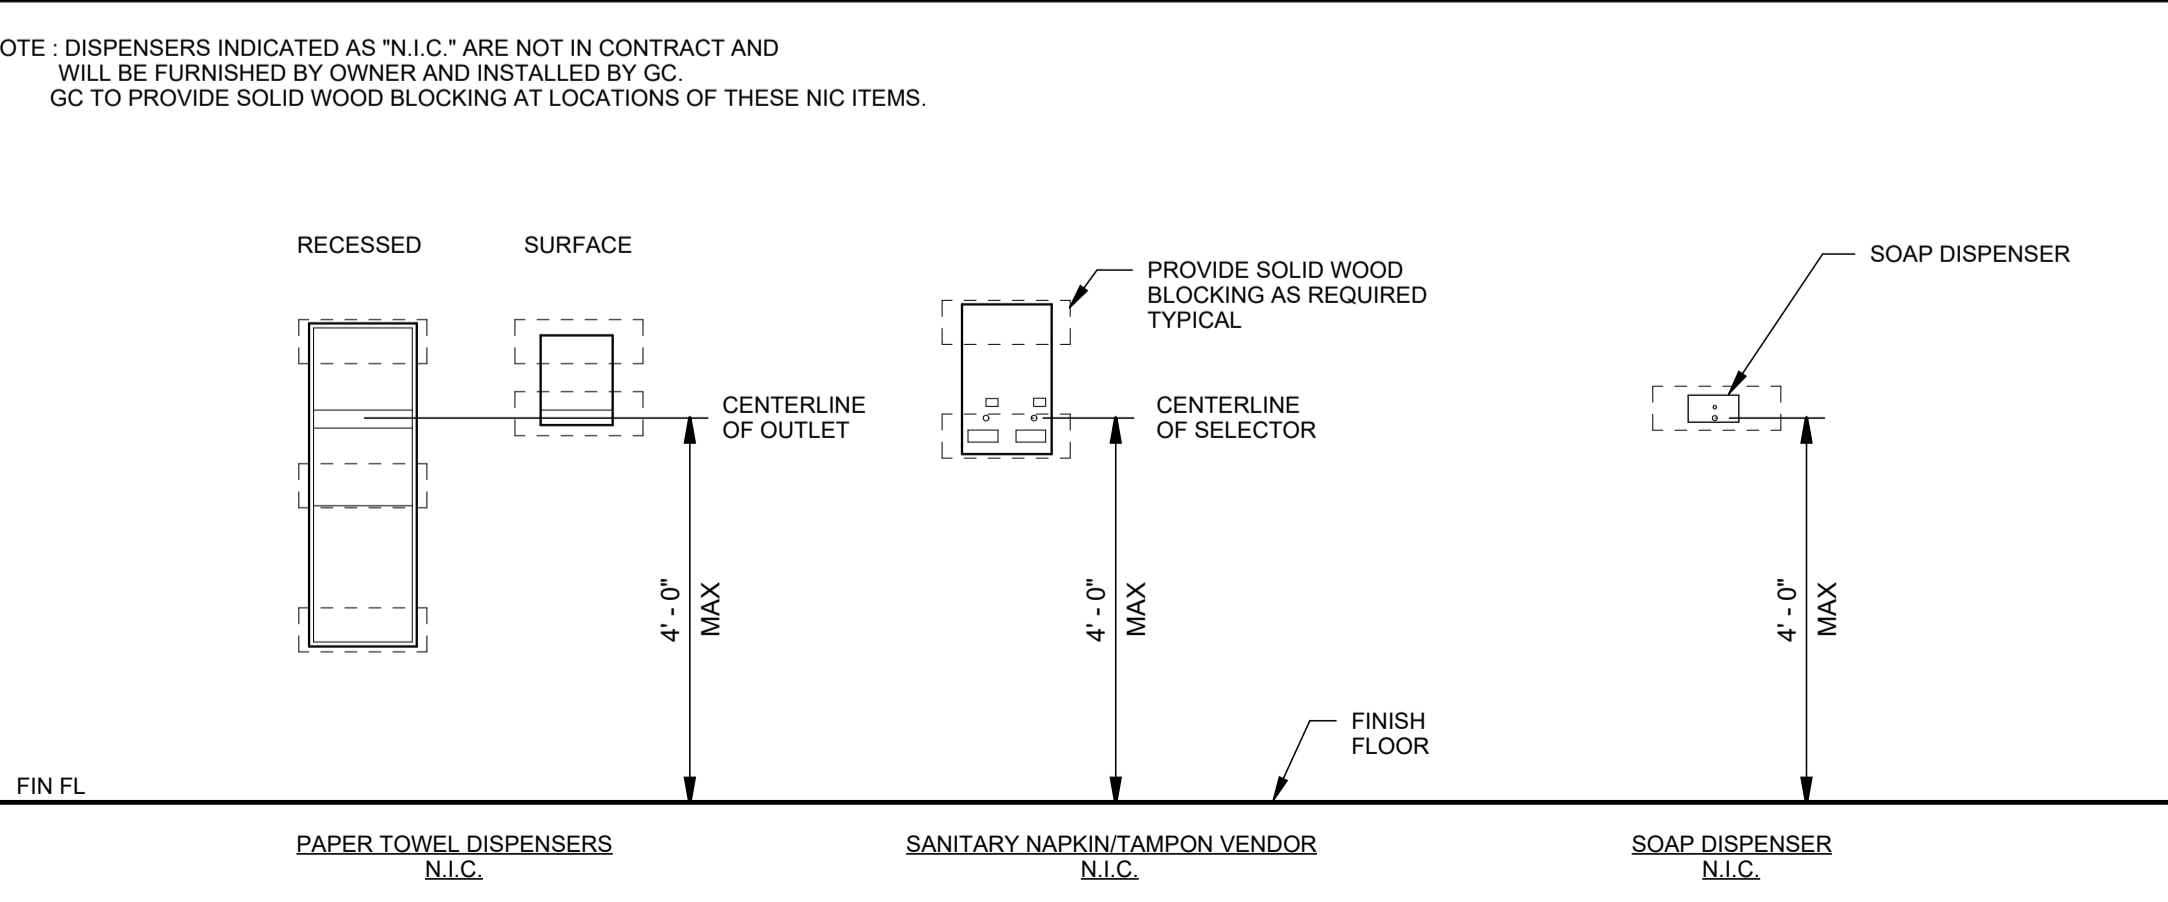 OTE : DISPENSERS INDICATED AS "N.I.C." ARE NOT IN CONTRACT AND
WILL BE FURNISHED BY OWNER AND INSTALLED BY GC.
GC TO PROVIDE SOLID WOOD BLOCKING AT LOCATIONS OF THESE NIC ITEMS.
RECESSED
SURFACE
CENTERLINE
OF OUTLET
4' - 0"
MAX
PROVIDE SOLID WOOD
BLOCKING AS REQUIRED
TYPICAL
CENTERLINE
OF SELECTOR
4' - 0"
MAX
SOAP DISPENSER
4' - 0"
MAX
FINISH
FLOOR
FIN FL
PAPER TOWEL DISPENSERS
N.I.C.
SANITARY NAPKIN/TAMPON VENDOR
N.I.C.
SOAP DISPENSER
N.I.C.